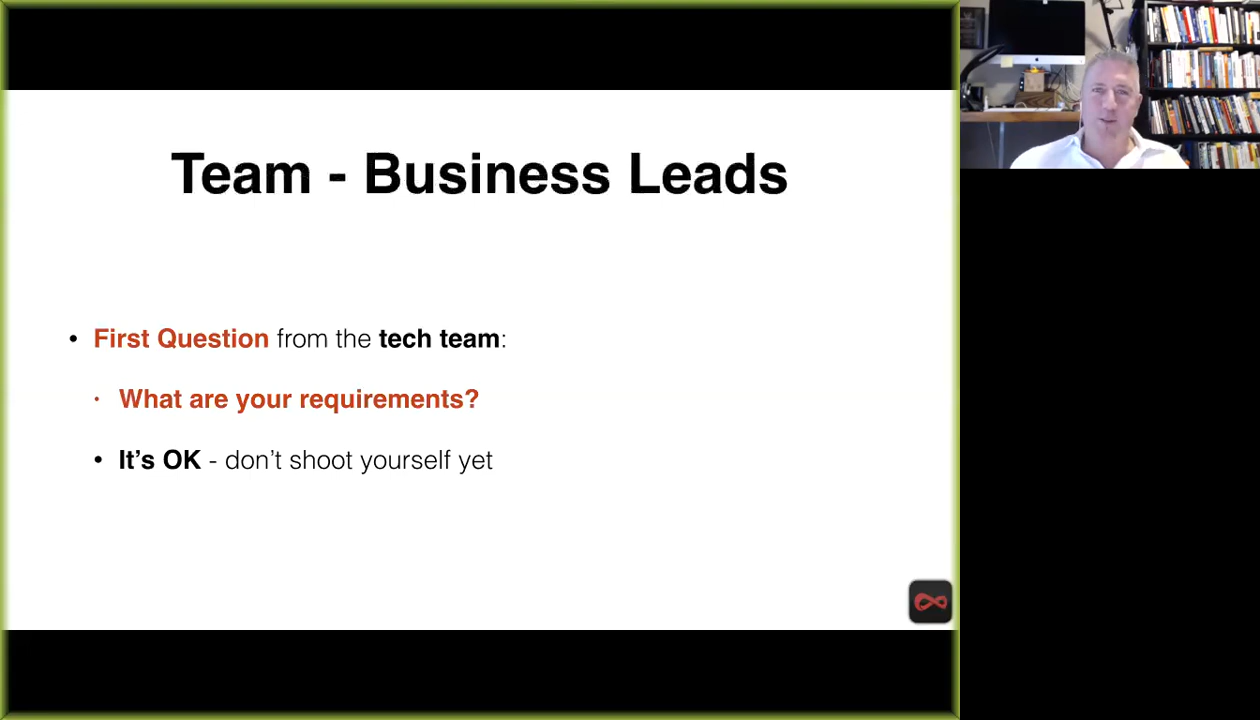 Team - Business Leads
• First Question from the tech team:
• What are your requirements?
• It’s OK - don’t shoot yourself yet